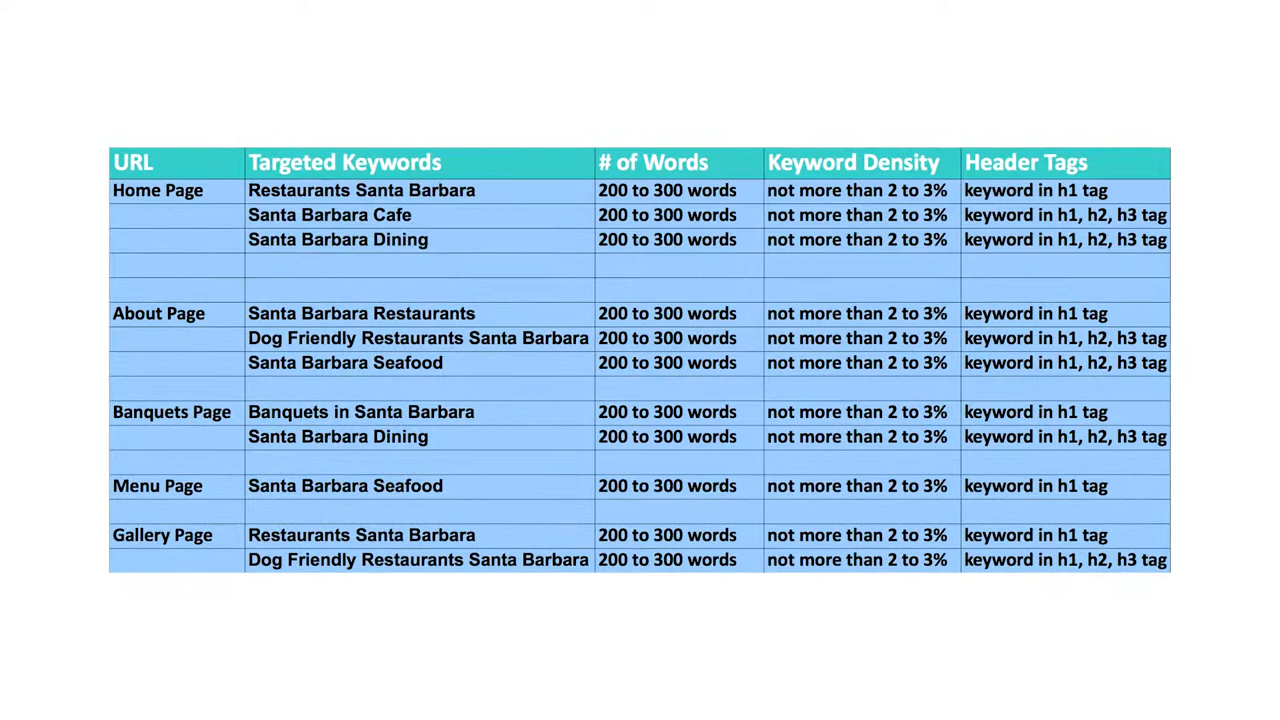 URL Targeted Keywords # of Words Keyword Density Header Tags
Home Page Restaurants Santa Barbara 200 to 300 words not more than 2 to 3% keyword in h1 tag
Santa Barbara Cafe 200 to 300 words not more than 2 to 3% keyword in h1, h2, h3 tag
Santa Barbara Dining 200 to 300 words not more than 2 to 3% keyword in h1, h2, h3 tag
About Page Santa Barbara Restaurants 200 to 300 words not more than 2 to 3% keyword in h1 tag
Dog Friendly Restaurants Santa Barbara 200 to 300 words not more than 2 to 3% keyword in h1, h2, h3 tag
Santa Barbara Seafood 200 to 300 words not more than 2 to 3% keyword in h1, h2, h3 tag
Banquets Page Banquets in Santa Barbara 200 to 300 words not more than 2 to 3% keyword in h1 tag
Santa Barbara Dining 200 to 300 words not more than 2 to 3% keyword in h1, h2, h3 tag
Menu Page Santa Barbara Seafood 200 to 300 words not more than 2 to 3% keyword in h1 tag
Gallery Page Restaurants Santa Barbara 200 to 300 words not more than 2 to 3% keyword in h1 tag
Dog Friendly Restaurants Santa Barbara 200 to 300 words not more than 2 to 3% keyword in h1, h2, h3 tag